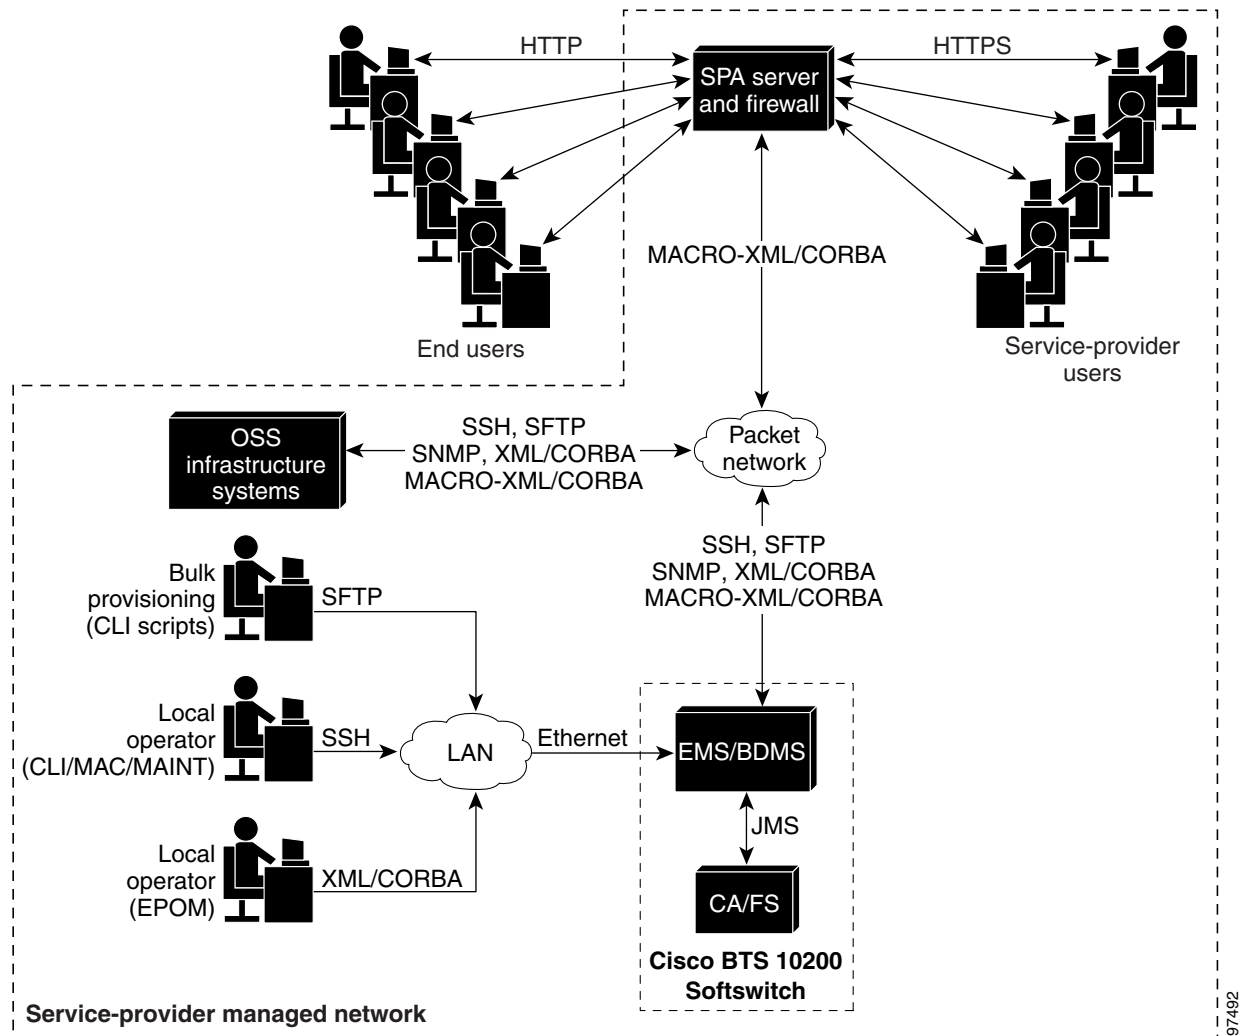 HTTP
HTTPS
SPA server
and firewall
MACRO-XML/CORBA
End users
Service-provider
users
OSS
infrastructure
systems
SSH, SFTP
SNMP, XML/CORBA
MACRO-XML/CORBA
Packet
network
SSH, SFTP
SNMP, XML/CORBA
MACRO-XML/CORBA
Bulk
provisioning
(CLI scripts)
SFTP
Local
operator
(CLI/MAC/MAINT)
SSH
LAN
Ethernet
EMS/BDMS
JMS
Local
operator
(EPOM)
XML/CORBA
CA/FS
Cisco BTS 10200
Softswitch
Service-provider managed network
97492